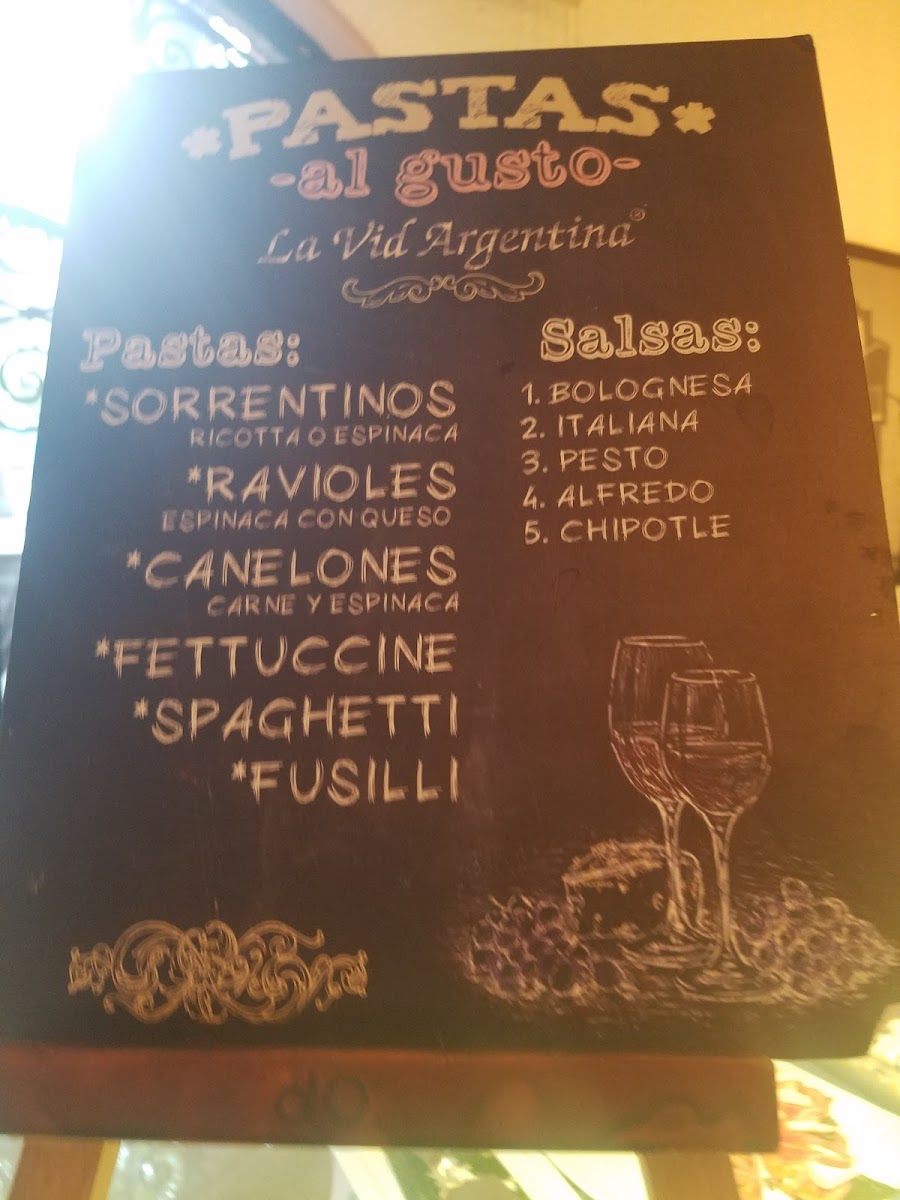 *PASTAS*
-al gusto-
La Vid Argentina®
Pastas:
*SORRENTINOS
RICOTTA O ESPINACA
*RAVIOLES
ESPINACA CON QUESO
*CANELONES
CARNE Y ESPINACA
*FETTUCCINE
*SPAGHETTI
*FUSILLI
Salsas:
1. BOLOGNESA
2. ITALIANA
3. PESTO
4. ALFREDO
5. CHIPOTLE